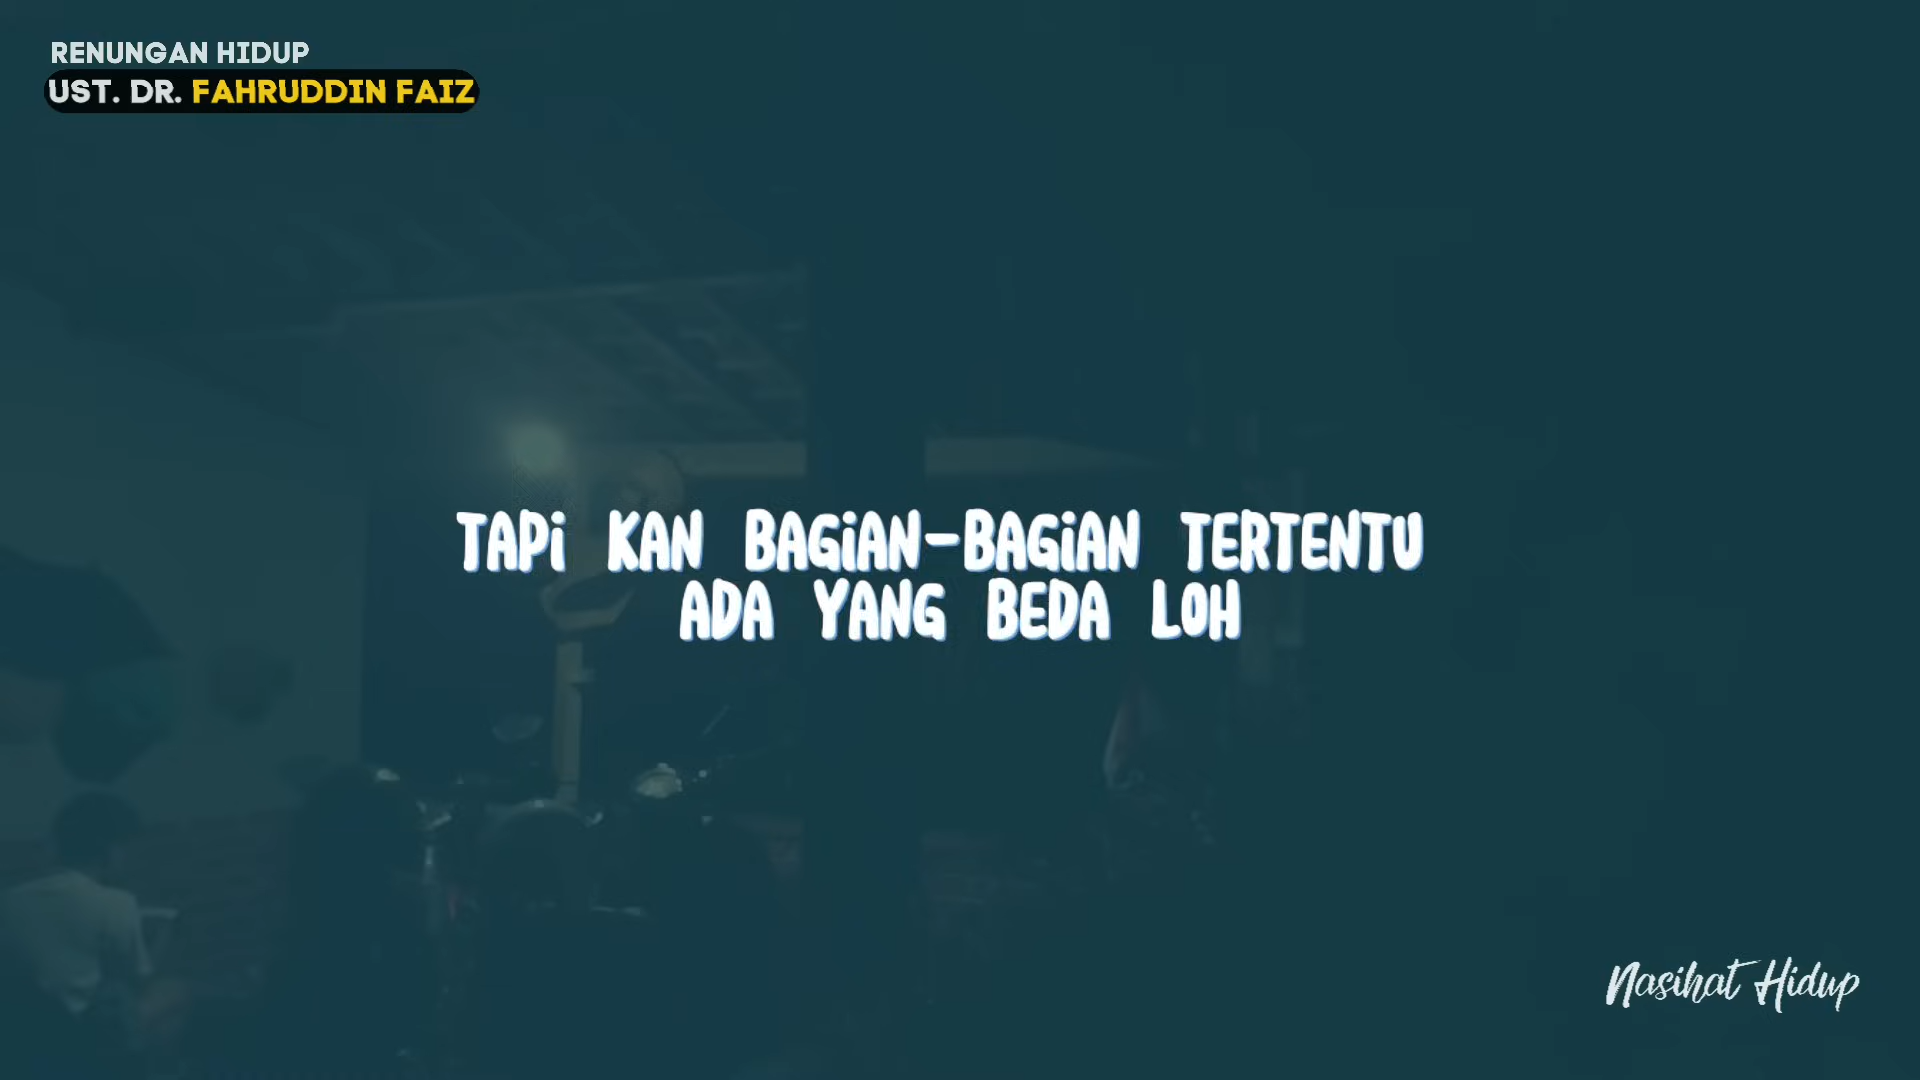 RENUNGAN HIDUP
UST. DR. FAHRUDDIN FAIZ
TAPi KAN BAGiAN-BAGiAN TERTENTU
ADA YANG BEDA LOH
Nasihat Hidup